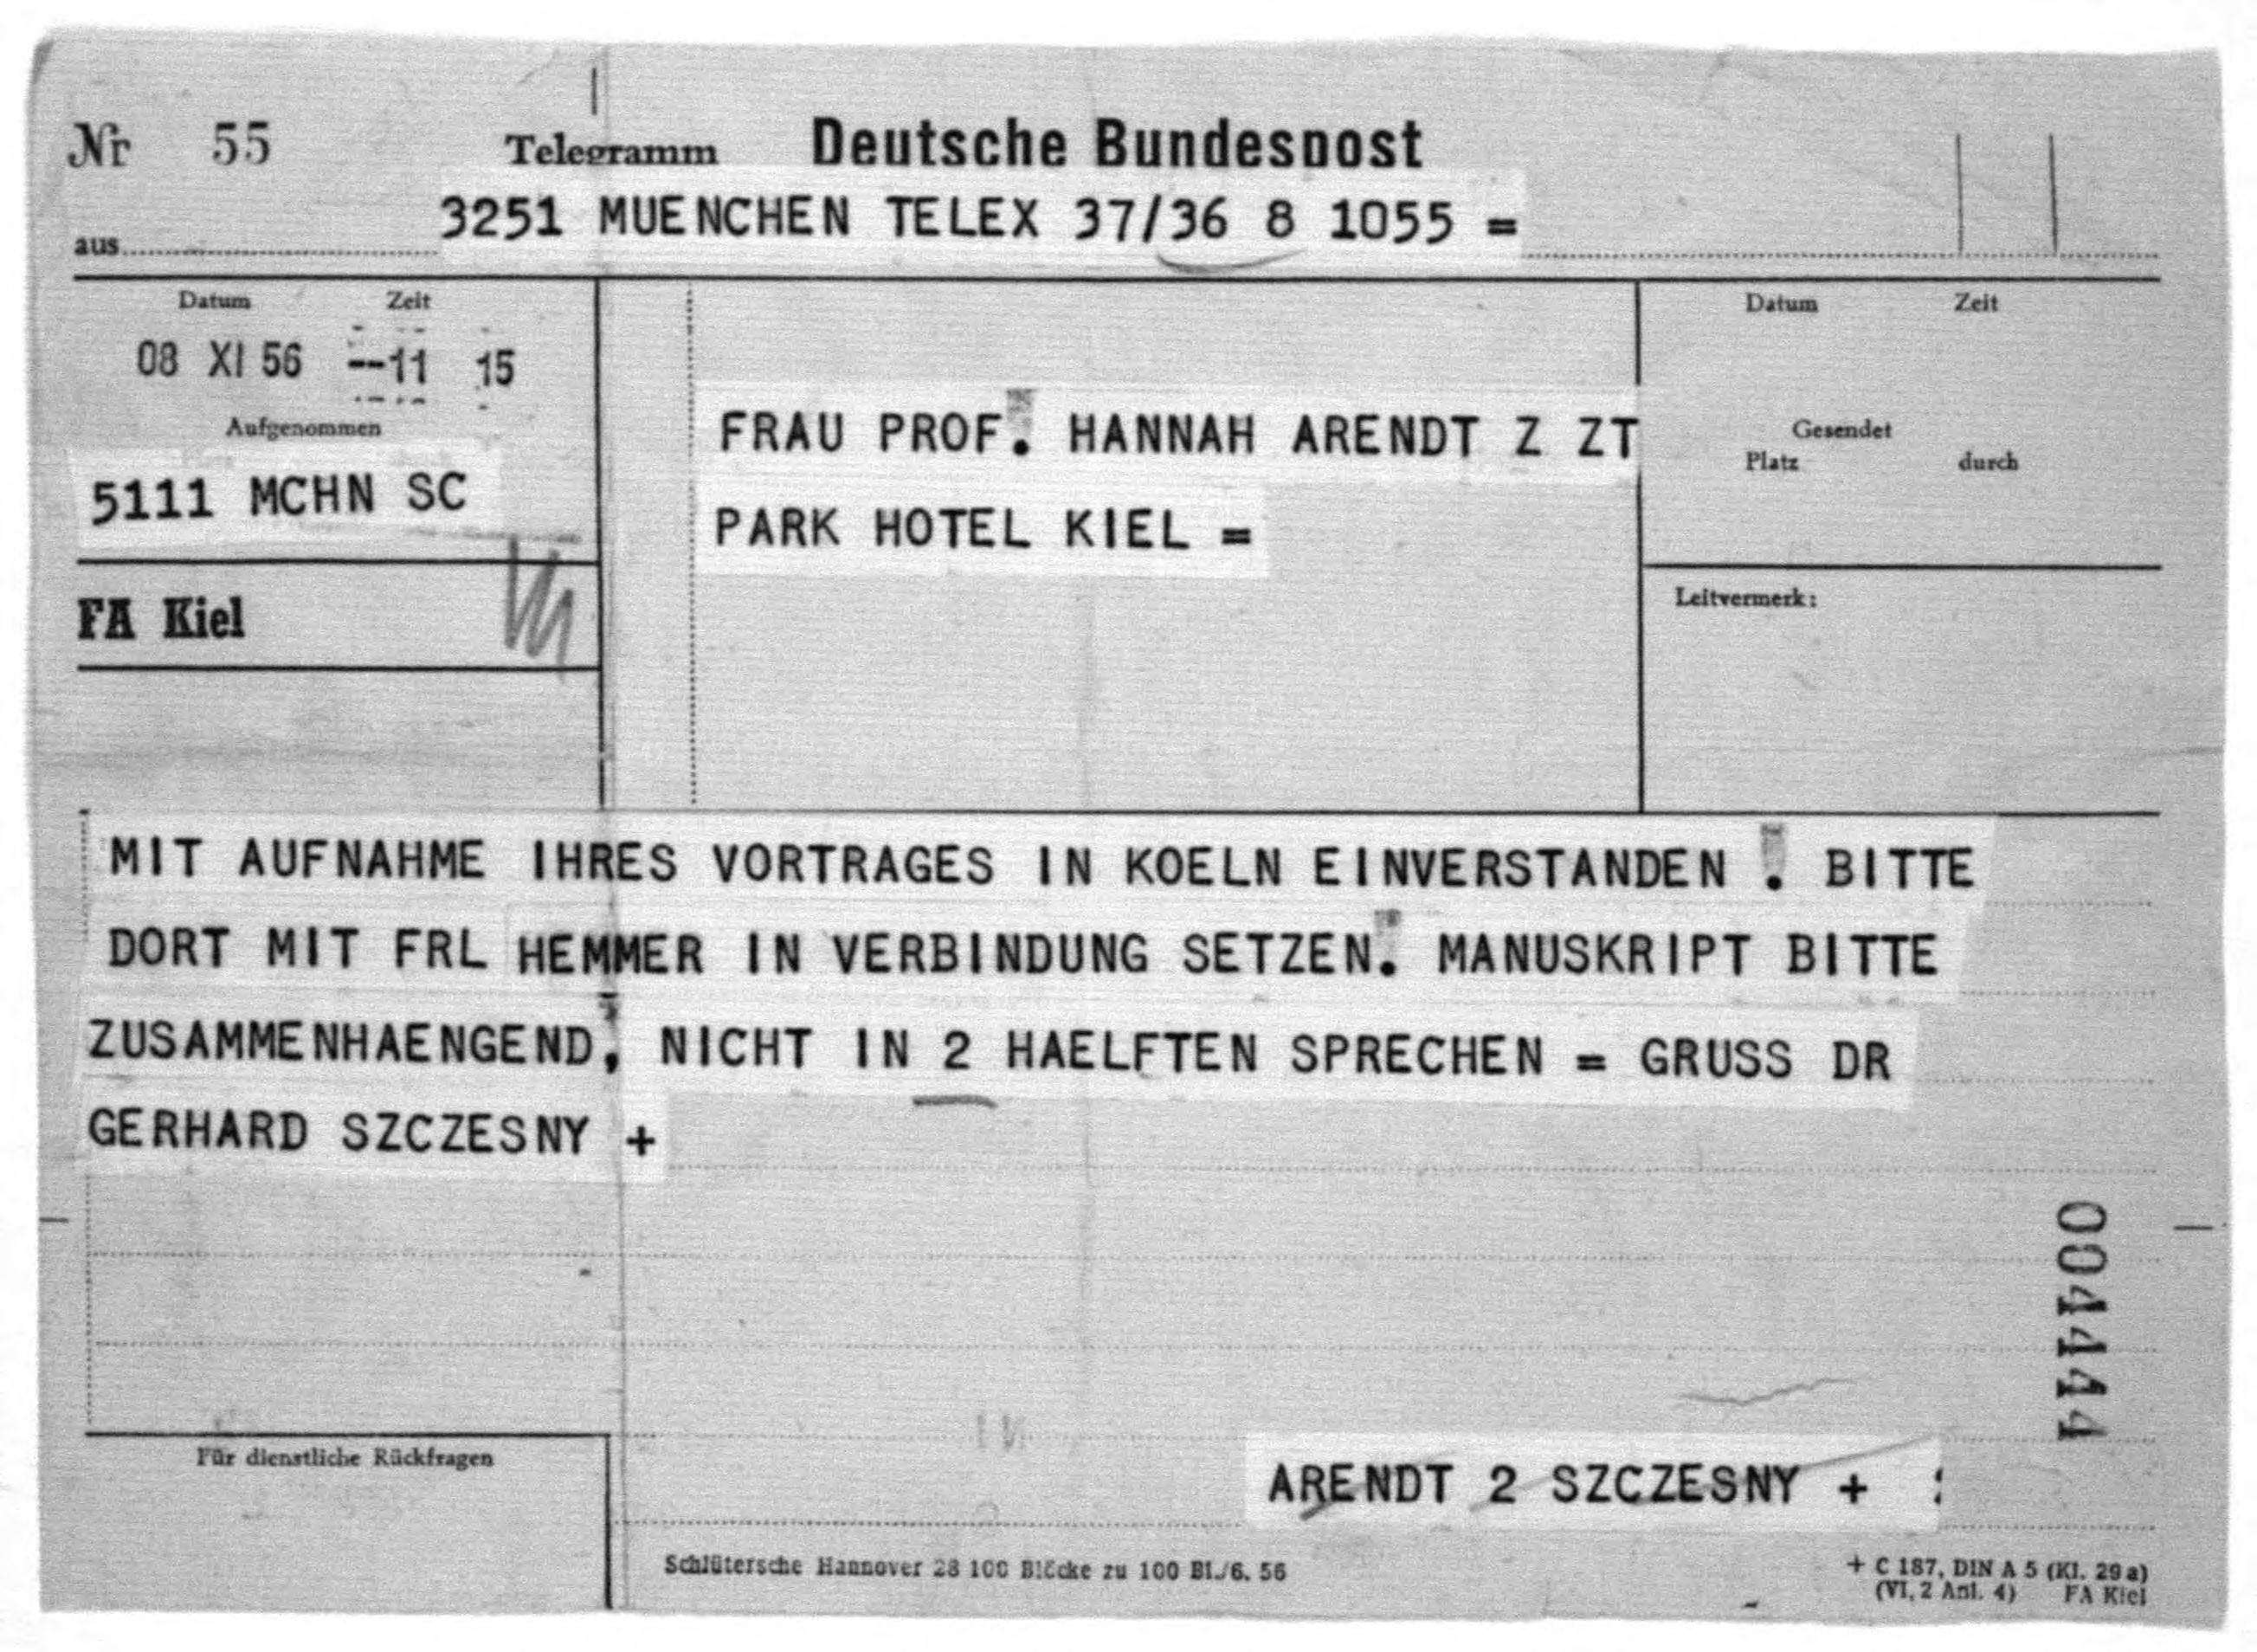 Nr 55 Telegramm Deutsche Bundespost
aus 3251 MUENCHEN TELEX 37/36 8 1055 =
Datum Zeit
08 XI 56 --11 15
Aufgenommen
5111 MCHN SC
FA Kiel
FRAU PROF. HANNAH ARENDT Z ZT
PARK HOTEL KIEL =
Datum Zeit
Gesendet
Platz durch
Leitvermerk:
MIT AUFNAHME IHRES VORTRAGES IN KOELN EINVERSTANDEN . BITTE
DORT MIT FRL HEMMER IN VERBINDUNG SETZEN. MANUSKRIPT BITTE
ZUSAMMENHAENGEND, NICHT IN 2 HAELFTEN SPRECHEN = GRUSS DR
GERHARD SZCZESNY +
004444
Für dienstliche Rückfragen
ARENDT 2 SZCZESNY +
Schlütersche Hannover 28 100 Blöcke zu 100 Bl./6. 56
+ C 187, DIN A 5 (Kl. 29a)
(VI, 2 Anl. 4) FA Kiel